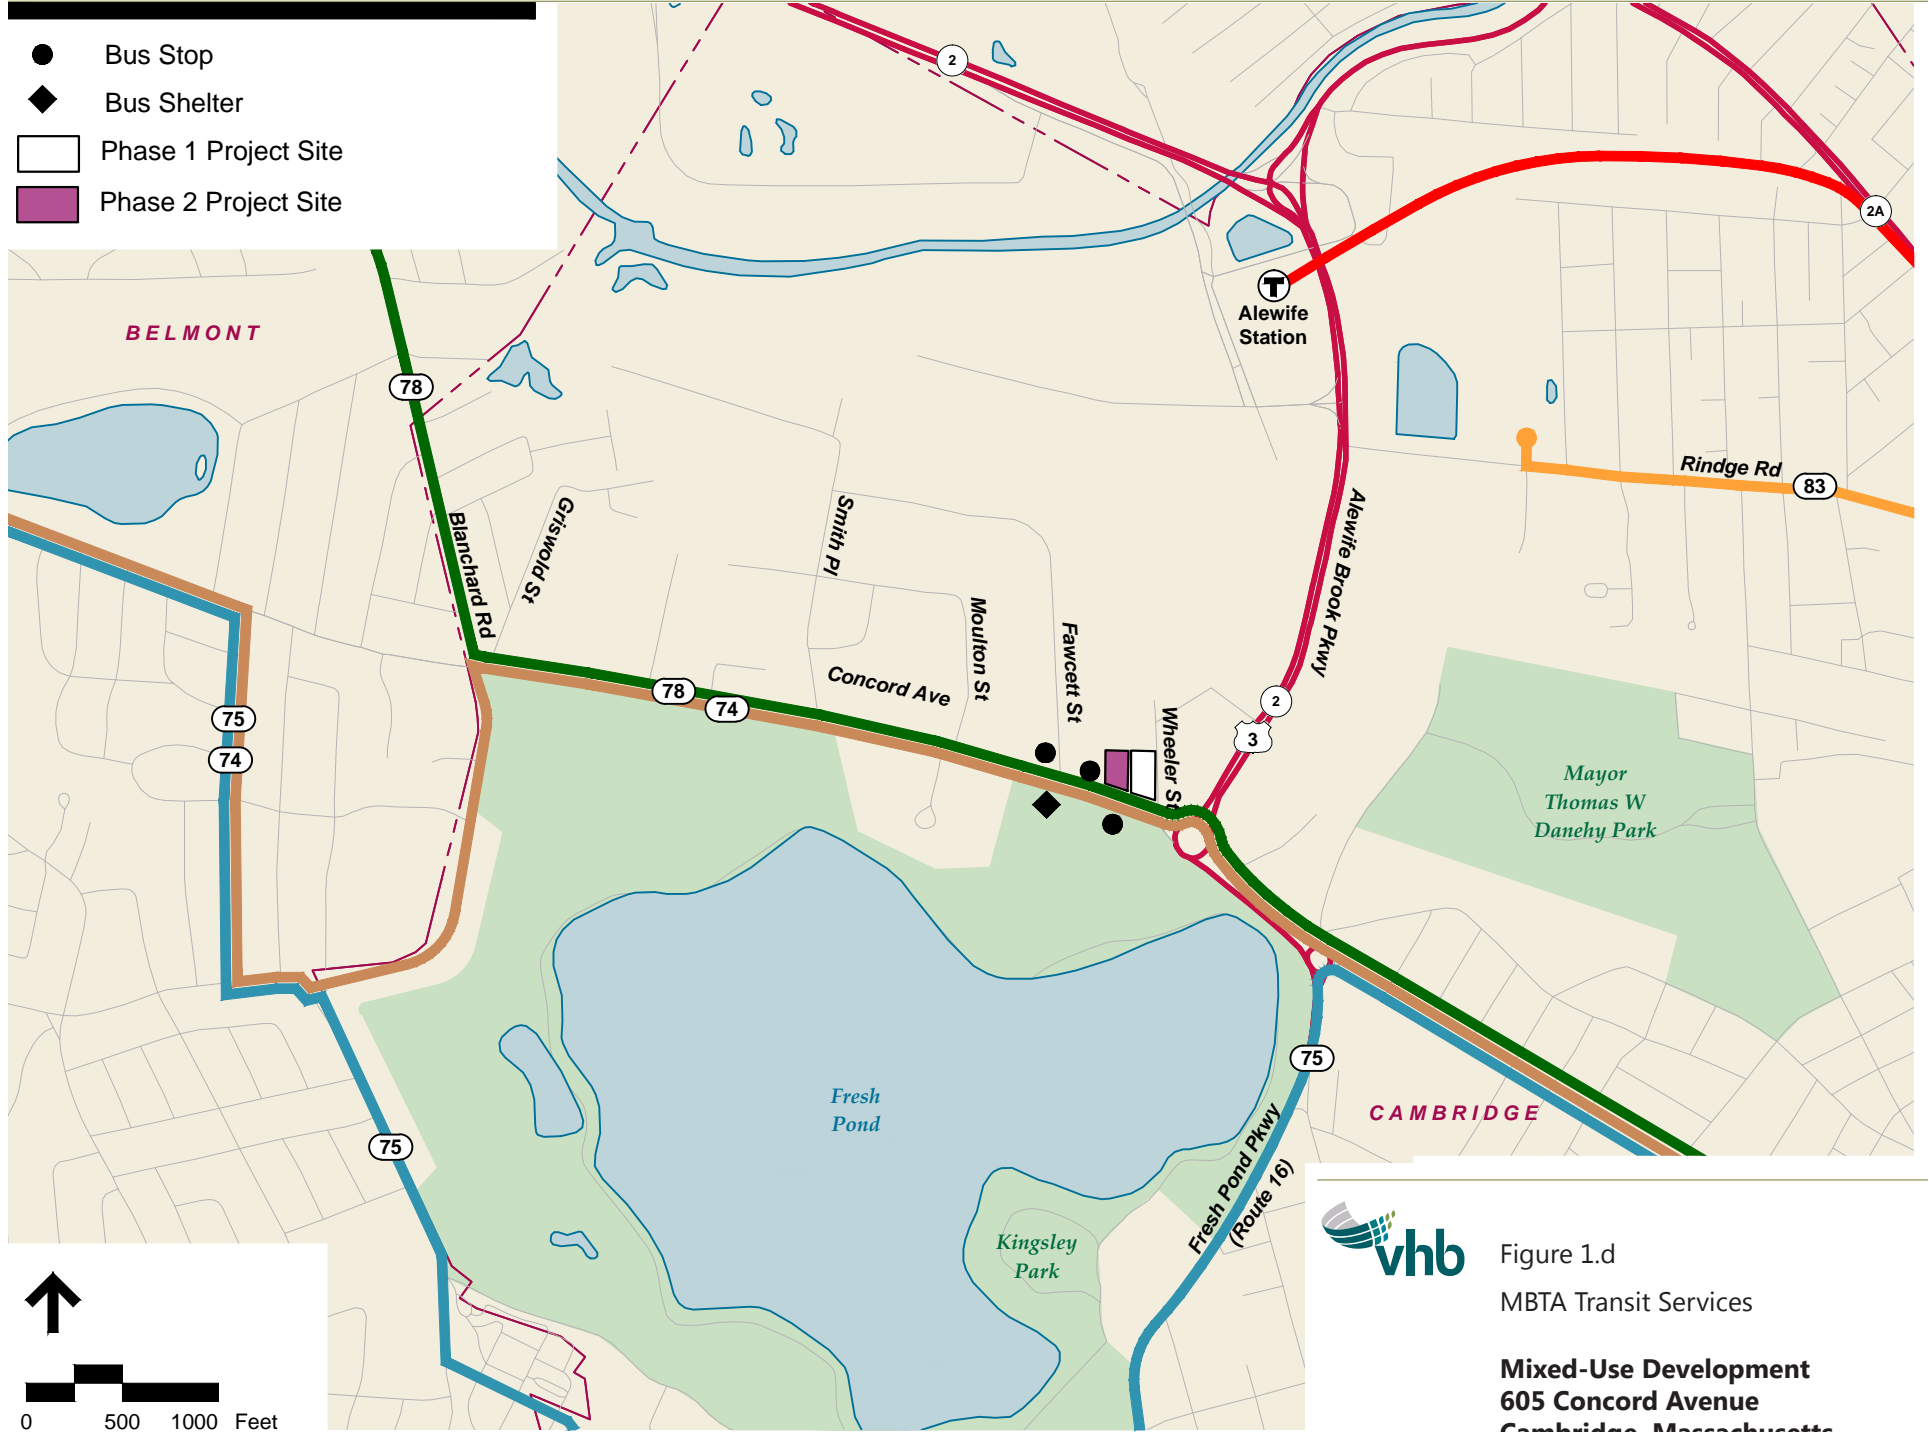 Bus Stop
Bus Shelter
Phase 1 Project Site
Phase 2 Project Site
2
2A
T
Alewife
Station
BELMONT
78
Rindge Rd
83
Blanchard Rd
Griswold St
Smith Pl
Moulton St
Fawcett St
Wheeler St
Alewife Brook Pkwy
Concord Ave
78
74
75
74
2
3
Mayor
Thomas W
Danehy Park
Fresh
Pond
75
CAMBRIDGE
75
Fresh Pond Pkwy
(Route 16)
Kingsley
Park
0 500 1000 Feet
vhb
Figure 1.d
MBTA Transit Services
Mixed-Use Development
605 Concord Avenue
Cambridge, Massachusetts